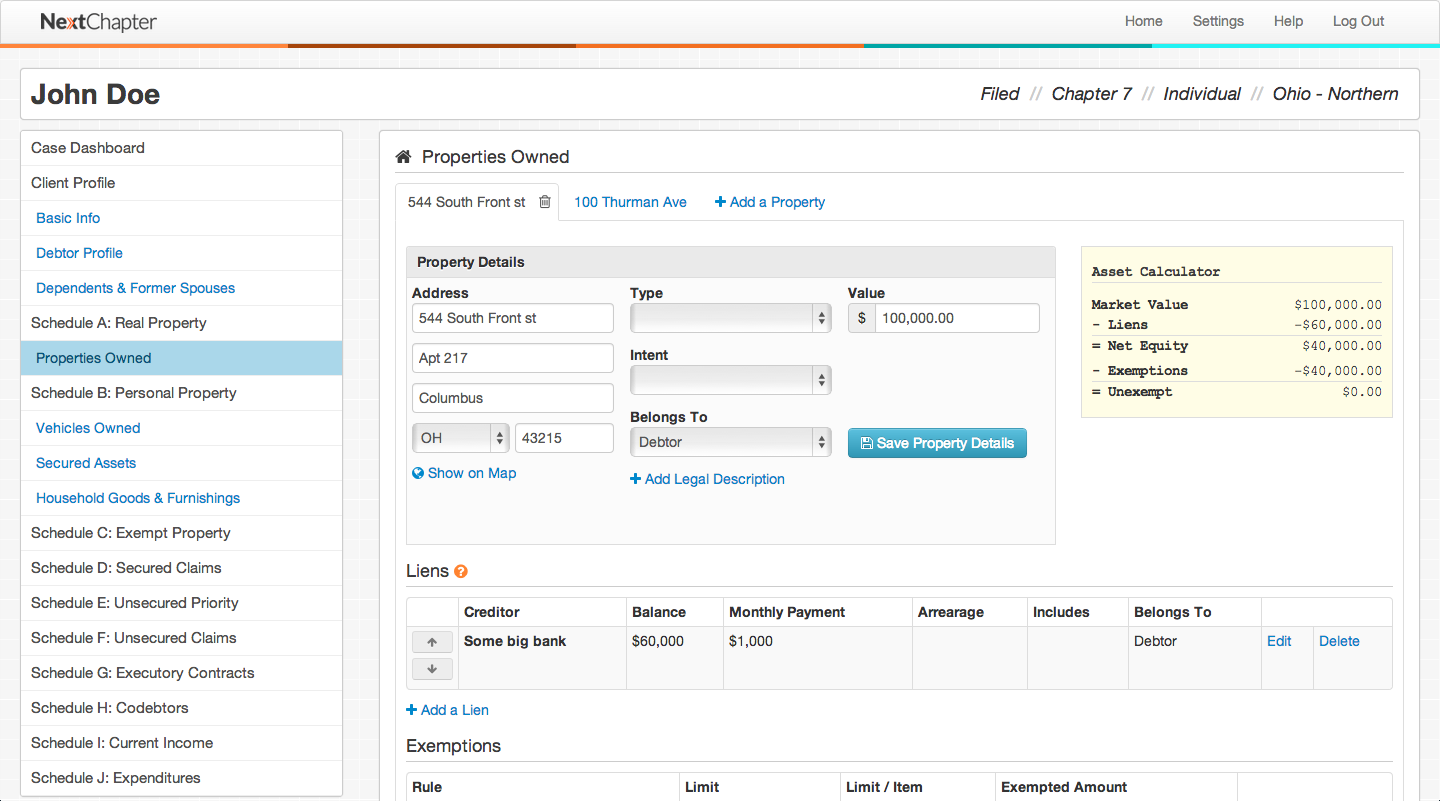 NextChapter
Home Settings Help Log Out
John Doe
Filed // Chapter 7 // Individual // Ohio - Northern
Case Dashboard
Client Profile
Basic Info
Debtor Profile
Dependents & Former Spouses
Schedule A: Real Property
Properties Owned
Schedule B: Personal Property
Vehicles Owned
Secured Assets
Household Goods & Furnishings
Schedule C: Exempt Property
Schedule D: Secured Claims
Schedule E: Unsecured Priority
Schedule F: Unsecured Claims
Schedule G: Executory Contracts
Schedule H: Codebtors
Schedule I: Current Income
Schedule J: Expenditures
Properties Owned
544 South Front st 100 Thurman Ave + Add a Property
Property Details
Address
544 South Front st
Apt 217
Columbus
OH 43215
Show on Map
Type
Intent
Belongs To
Debtor
+ Add Legal Description
Value
$ 100,000.00
Save Property Details
Asset Calculator
Market Value $100,000.00
- Liens -$60,000.00
= Net Equity $40,000.00
- Exemptions -$40,000.00
= Unexempt $0.00
Liens ?
Creditor Balance Monthly Payment Arrearage Includes Belongs To
Some big bank $60,000 $1,000 Debtor Edit Delete
+ Add a Lien
Exemptions
Rule Limit Limit / Item Exempted Amount